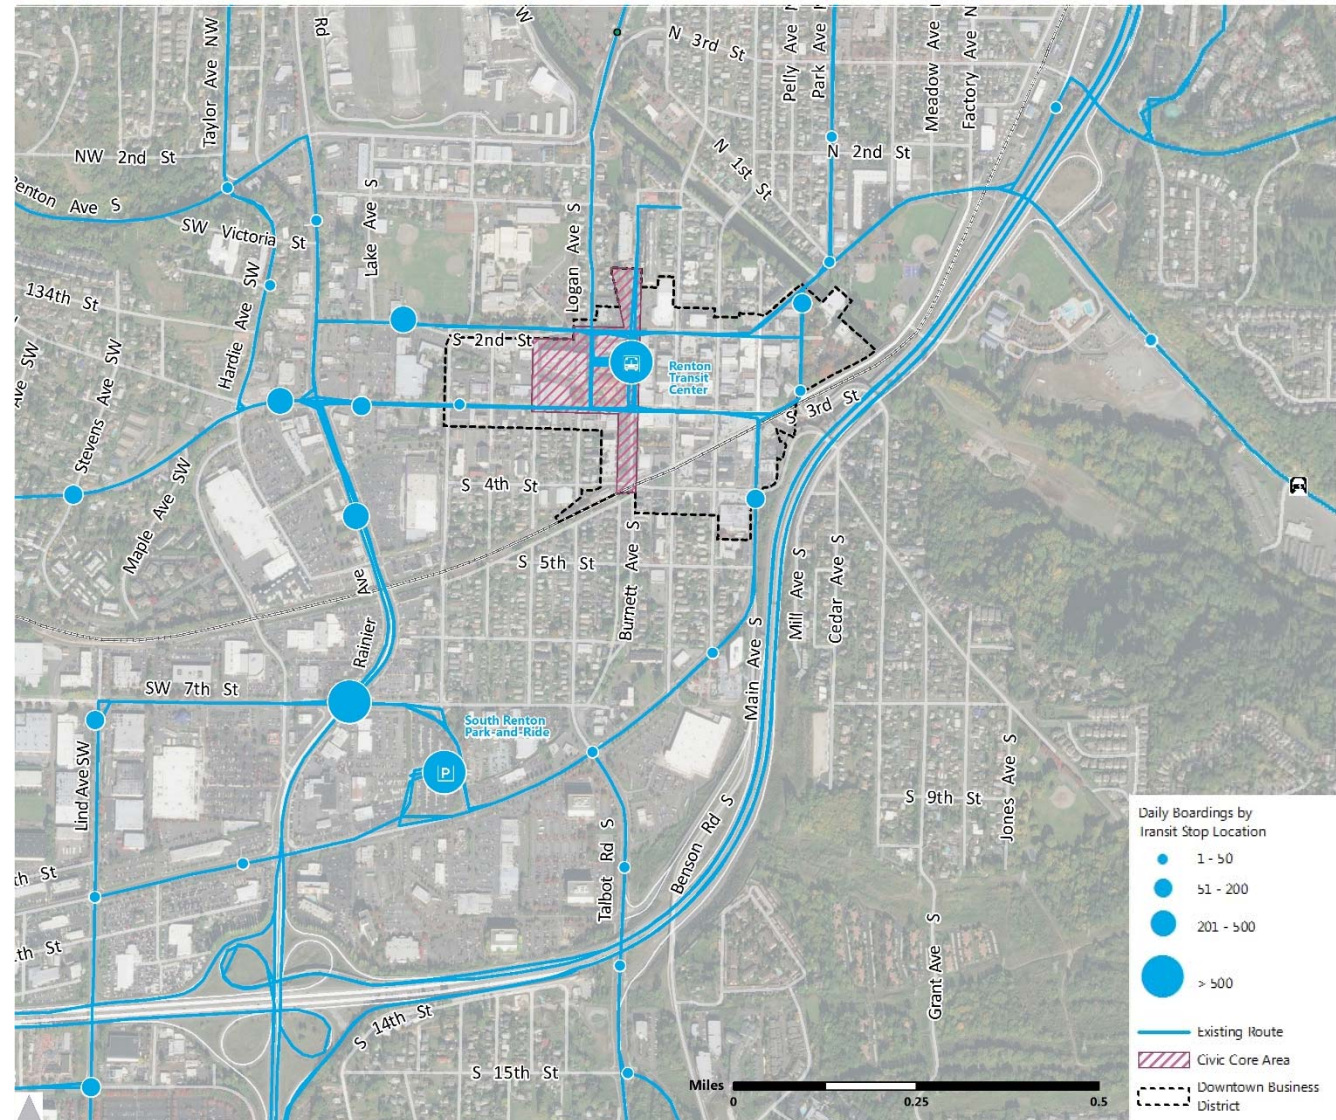 Taylor Ave NW
Rd
W
N 3rd St
Pelly Ave N
Park Ave N
Meadow Ave N
Factory Ave N
NW 2nd St
N 1st St
N 2nd St
Renton Ave S
SW Victoria St
Lake Ave S
Logan Ave S
134th St
Hardie Ave SW
S 2nd St
Ave SW
Stevens Ave SW
Renton
Transit
Center
S 3rd St
Maple Ave SW
S 4th St
S 5th St
Burnett Ave S
Mill Ave S
Cedar Ave S
Rainier Ave
Main Ave S
SW 7th St
South Renton
Park-and-Ride
P
Lind Ave SW
Jones Ave S
S 9th St
Benson Rd S
Talbot Rd S
th St
th St
Grant Ave S
S 14th St
S 15th St
Daily Boardings by
Transit Stop Location
1 - 50
51 - 200
201 - 500
> 500
Existing Route
Civic Core Area
Downtown Business
District
Miles
0 0.25 0.5